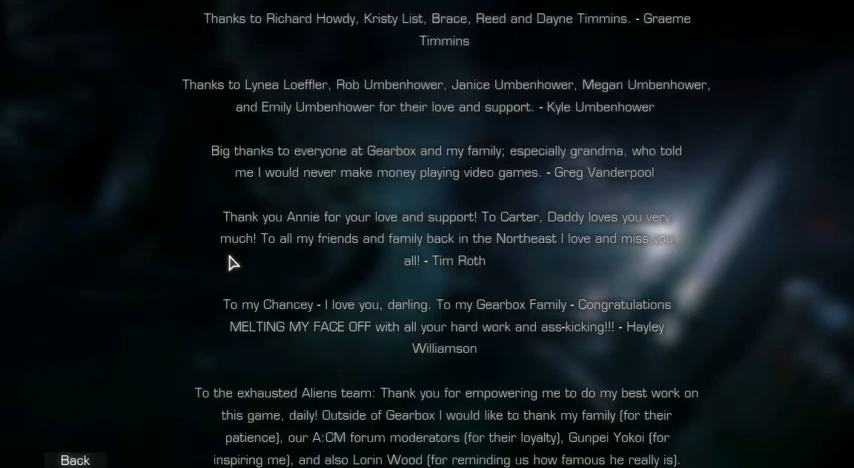 Thanks to Richard Howdy, Kristy List, Brace, Reed and Dayne Timmins. - Graeme
Timmins
Thanks to Lynea Loeffler, Rob Umbenhower, Janice Umbenhower, Megan Umbenhower,
and Emily Umbenhower for their love and support. - Kyle Umbenhower
Big thanks to everyone at Gearbox and my family; especially grandma, who told
me I would never make money playing video games. - Greg Vanderpool
Thank you Annie for your love and support! To Carter, Daddy loves you very
much! To all my friends and family back in the Northeast I love and miss you
all! - Tim Roth
To my Chancey - I love you, darling. To my Gearbox Family - Congratulations
MELTING MY FACE OFF with all your hard work and ass-kicking!!! - Hayley
Williamson
To the exhausted Aliens team: Thank you for empowering me to do my best work on
this game, daily! Outside of Gearbox I would like to thank my family (for their
patience), our A:CM forum moderators (for their loyalty), Gunpei Yokoi (for
inspiring me), and also Lorin Wood (for reminding us how famous he really is).
Back